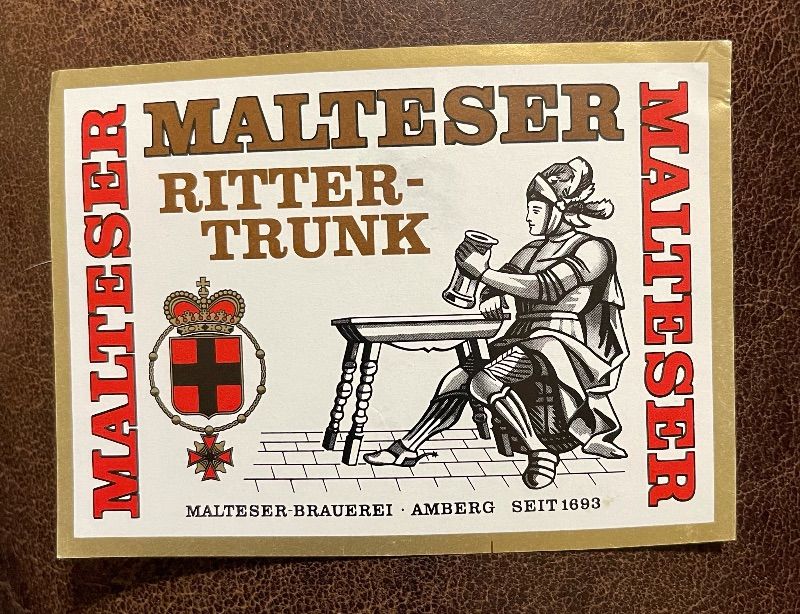 MALTESER
MALTESER
RITTER-
TRUNK
MALTESER
MALTESER-BRAUEREI · AMBERG SEIT 1693